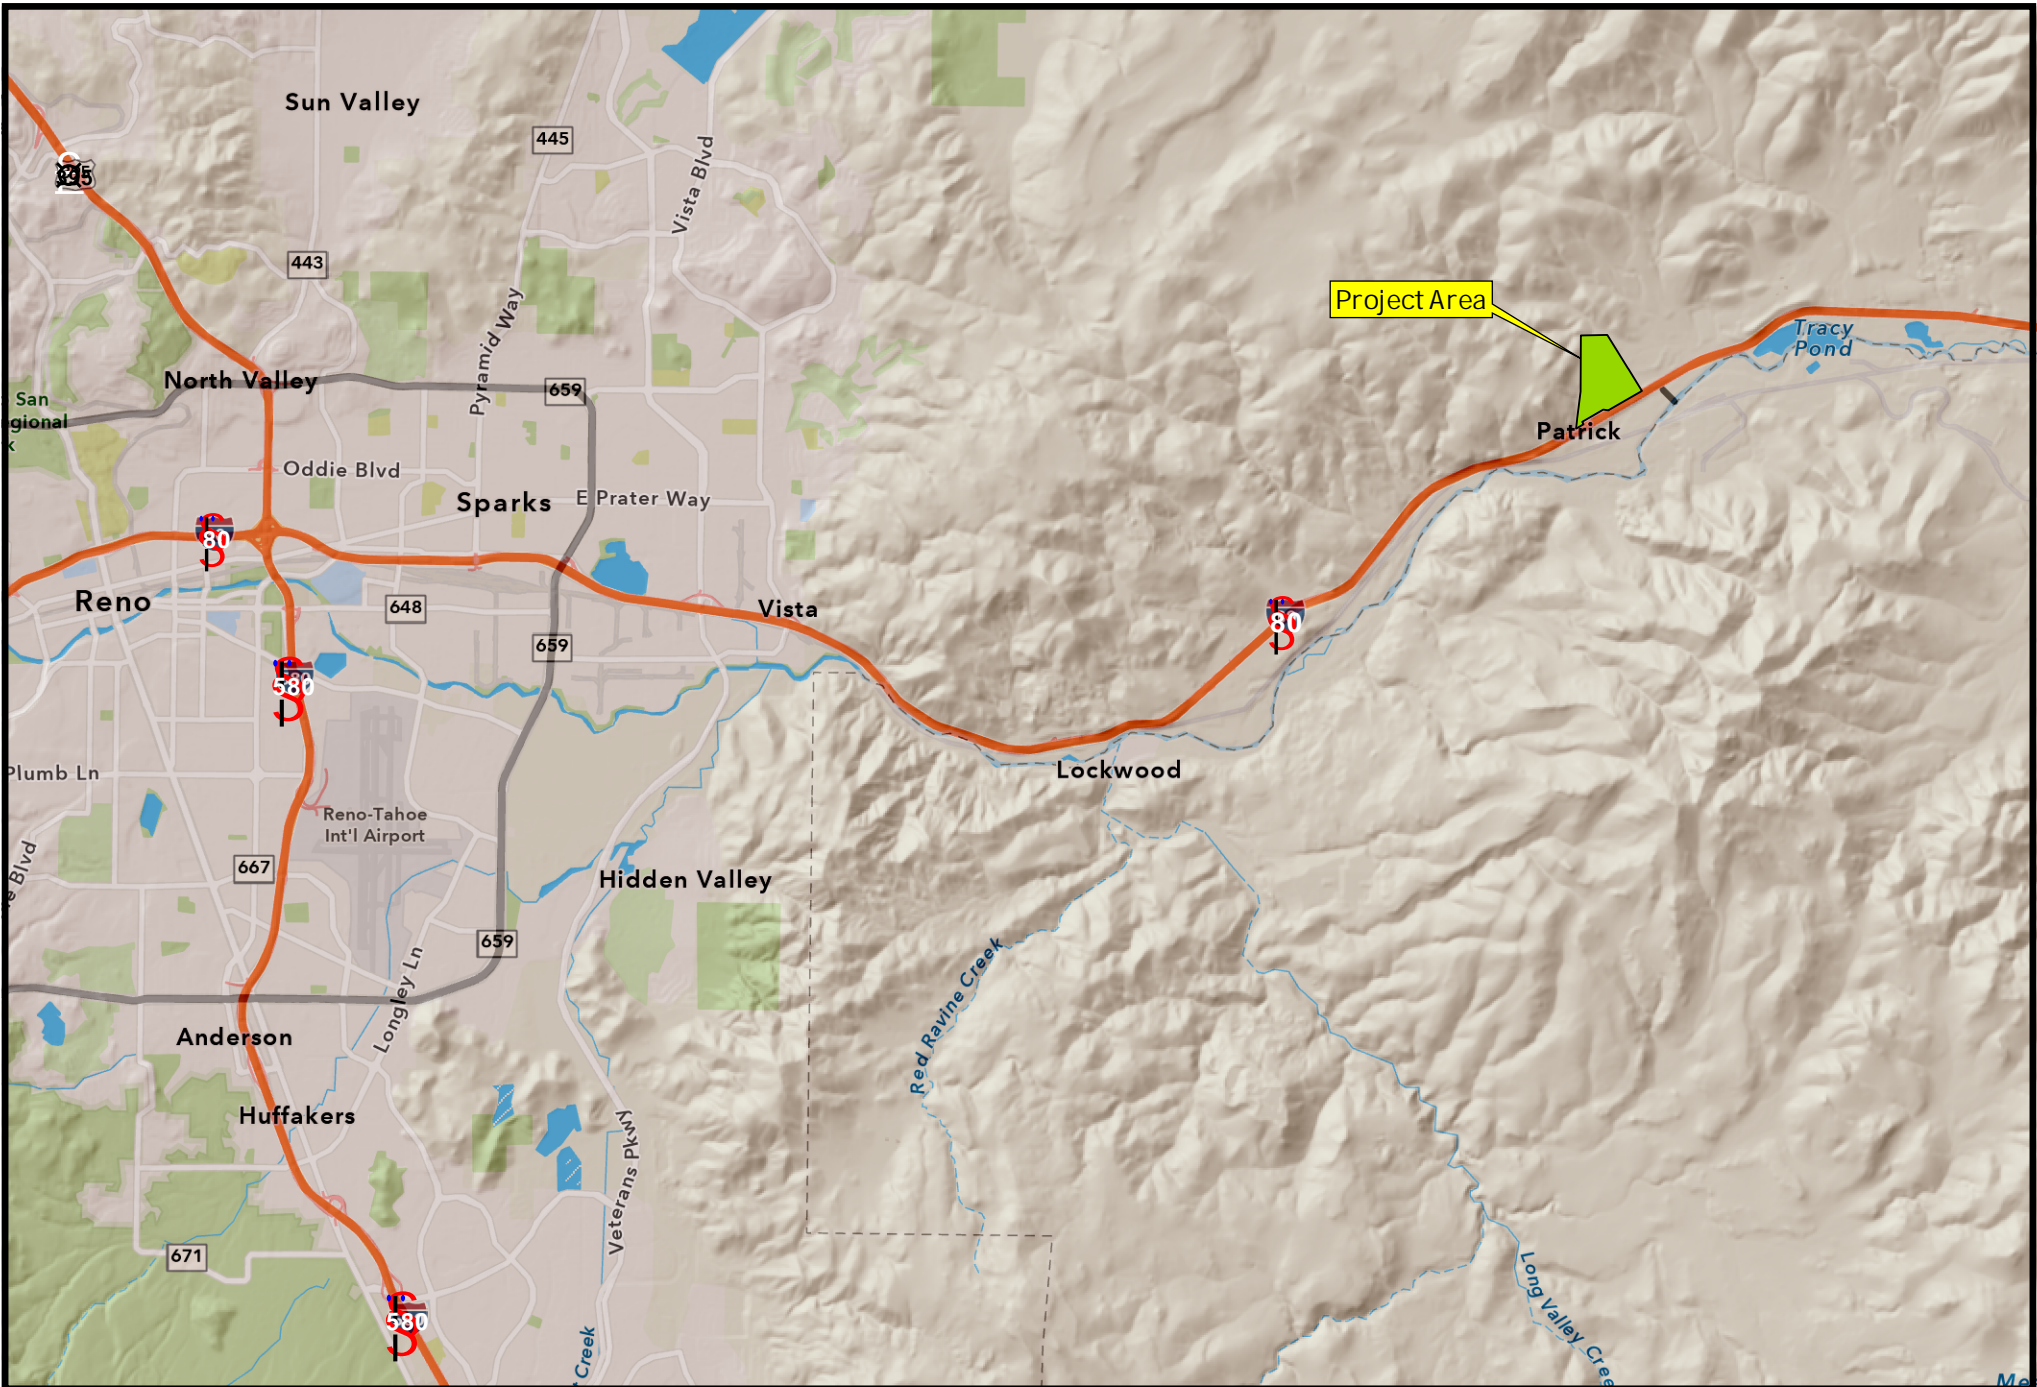 Sun Valley
445
Vista Blvd
443
Project Area
Pyramid Way
Tracy
Pond
North Valley
659
San
gional
k
Patrick
Oddie Blvd
Sparks
E Prater Way
80
Reno
648
Vista
80
659
580
Lockwood
Plumb Ln
Reno-Tahoe
Int'l Airport
667
e Blvd
Hidden Valley
659
Red Ravine Creek
Longley Ln
Anderson
Huffakers
Veterans Pkwy
671
Long Valley Cree
580
Creek
Me